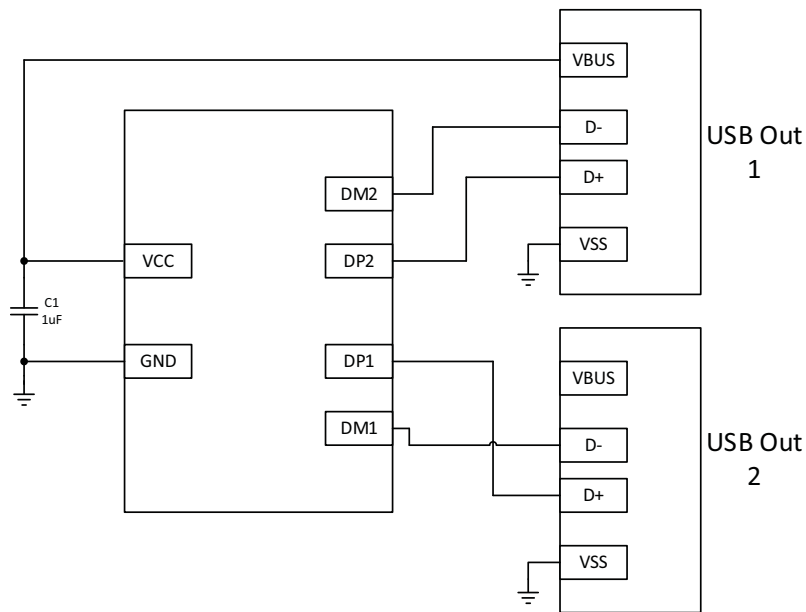 VBUS
D-
D+
VSS
USB Out
1
DM2
DP2
VCC
C1
1uF
GND
DP1
DM1
VBUS
D-
D+
VSS
USB Out
2